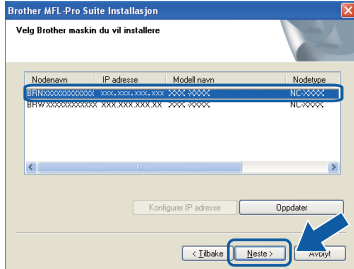 Brother MFL-Pro Suite Installasjon
Velg Brother maskin du vil installere
Nodenavn IP adresse Modell navn Nodetype
BRNXXXXXXXXXXXX xxx.xxx.xxx.xxx XXX-XXXX NC-XXXX
BRWXXXXXXXXXXXX XXX.XXX.XXX.XX XXX-XXXX NC-XXXX
Konfigurer IP adresse Oppdater
< Tilbake Neste > Avbryt